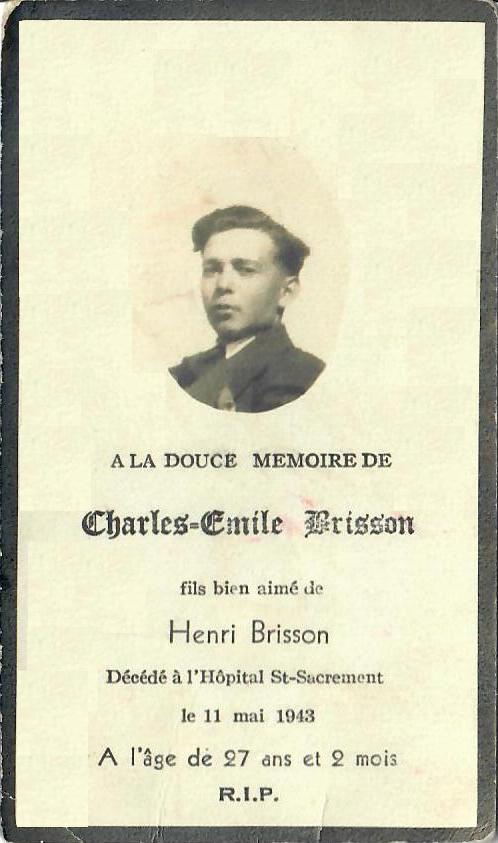 A LA DOUCE MEMOIRE DE
Charles-Emile Brisson
fils bien aimé de
Henri Brisson
Décédé à l'Hôpital St-Sacrement
le 11 mai 1943
A l'âge de 27 ans et 2 mois
R.I.P.